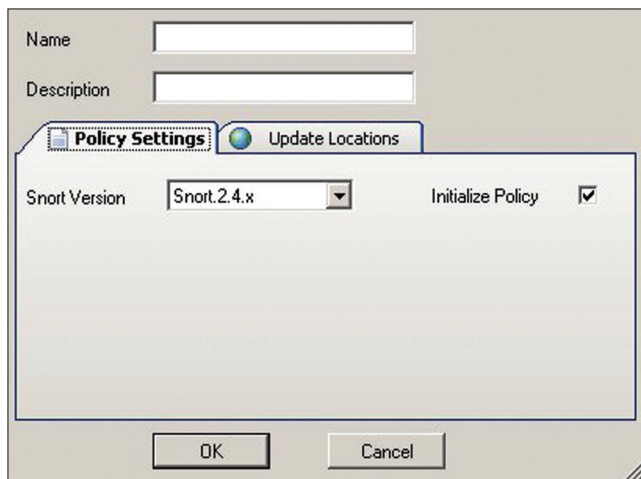 Name
Description
Policy Settings
Update Locations
Snort Version
Snort.2.4.x
Initialize Policy
OK
Cancel